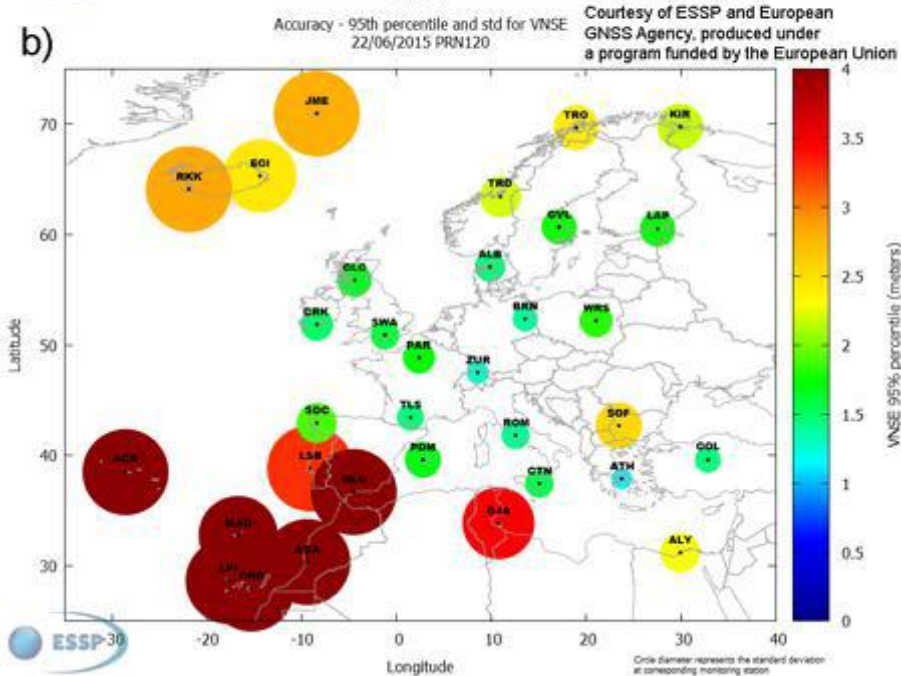 b)
Accuracy - 95th percentile and std for VNSE
22/06/2015 PRN120
Courtesy of ESSP and European
GNSS Agency, produced under
a program funded by the European Union
JME
TRO
KIR
EGI
RKK
TRD
GVL
LAP
ALB
GLG
CRK
SWA
BRN
WRS
PAR
ZUR
SDC
TLS
ROM
SOF
LSB
PDM
GOL
ACR
CTN
ATH
DJA
MAD
AGA
ALY
LPI
70
60
50
40
30
Latitude
-30
-20
-10
0
10
20
30
40
Longitude
4
3.5
3
2.5
2
1.5
1
0.5
0
VNSE 95% percentile (meters)
ESSP
Circle diameter represents the standard deviation
at corresponding monitoring station